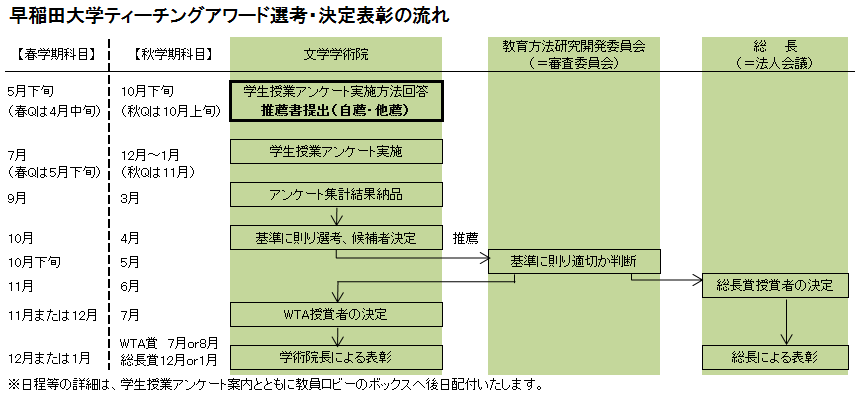 早稲田大学ティーチングアワード選考・決定表彰の流れ
【春学期科目】 【秋学期科目】 文学学術院 教育方法研究開発委員会 総　長
（＝審査委員会） （＝法人会議）
5月下旬 10月下旬 学生授業アンケート実施方法回答
（春Qは4月中旬） （秋Qは10月上旬） 推薦書提出（自薦・他薦）
7月 12月～1月 学生授業アンケート実施
（春Qは5月下旬） （秋Qは11月）
9月 3月 アンケート集計結果納品
10月 4月 基準に則り選考、候補者決定 推薦
10月下旬 5月 基準に則り適切か判断
11月 6月 総長賞授賞者の決定
11月または12月 7月 WTA授賞者の決定
WTA賞　7月or8月
12月または1月 総長賞12月or1月 学術院長による表彰 総長による表彰
※日程等の詳細は、学生授業アンケート案内とともに教員ロビーのボックスへ後日配付いたします。